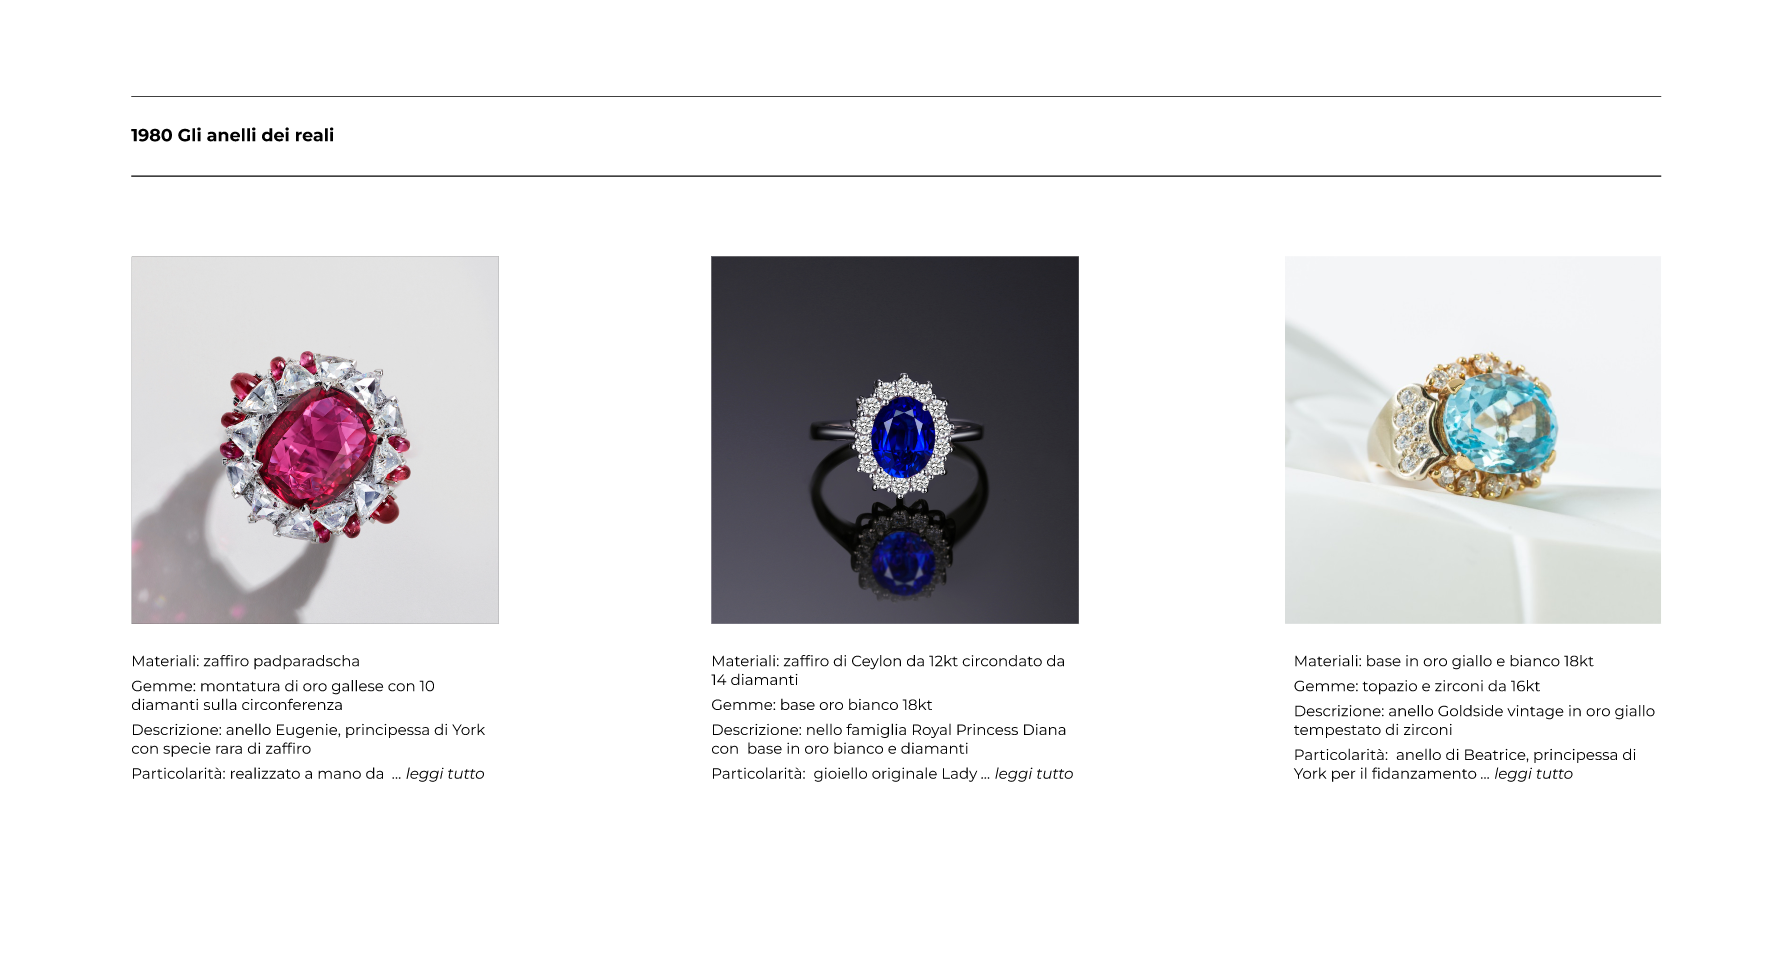 1980 Gli anelli dei reali
Materiali: zaffiro padparadscha
Gemme: montatura di oro gallese con 10
diamanti sulla circonferenza
Descrizione: anello Eugenie, principessa di York
con specie rara di zaffiro
Particolarità: realizzato a mano da ... leggi tutto
Materiali: zaffiro di Ceylon da 12kt circondato da
14 diamanti
Gemme: base oro bianco 18kt
Descrizione: nello famiglia Royal Princess Diana
con base in oro bianco e diamanti
Particolarità: gioiello originale Lady ... leggi tutto
Materiali: base in oro giallo e bianco 18kt
Gemme: topazio e zirconi da 16kt
Descrizione: anello Goldside vintage in oro giallo
tempestato di zirconi
Particolarità: anello di Beatrice, principessa di
York per il fidanzamento ... leggi tutto